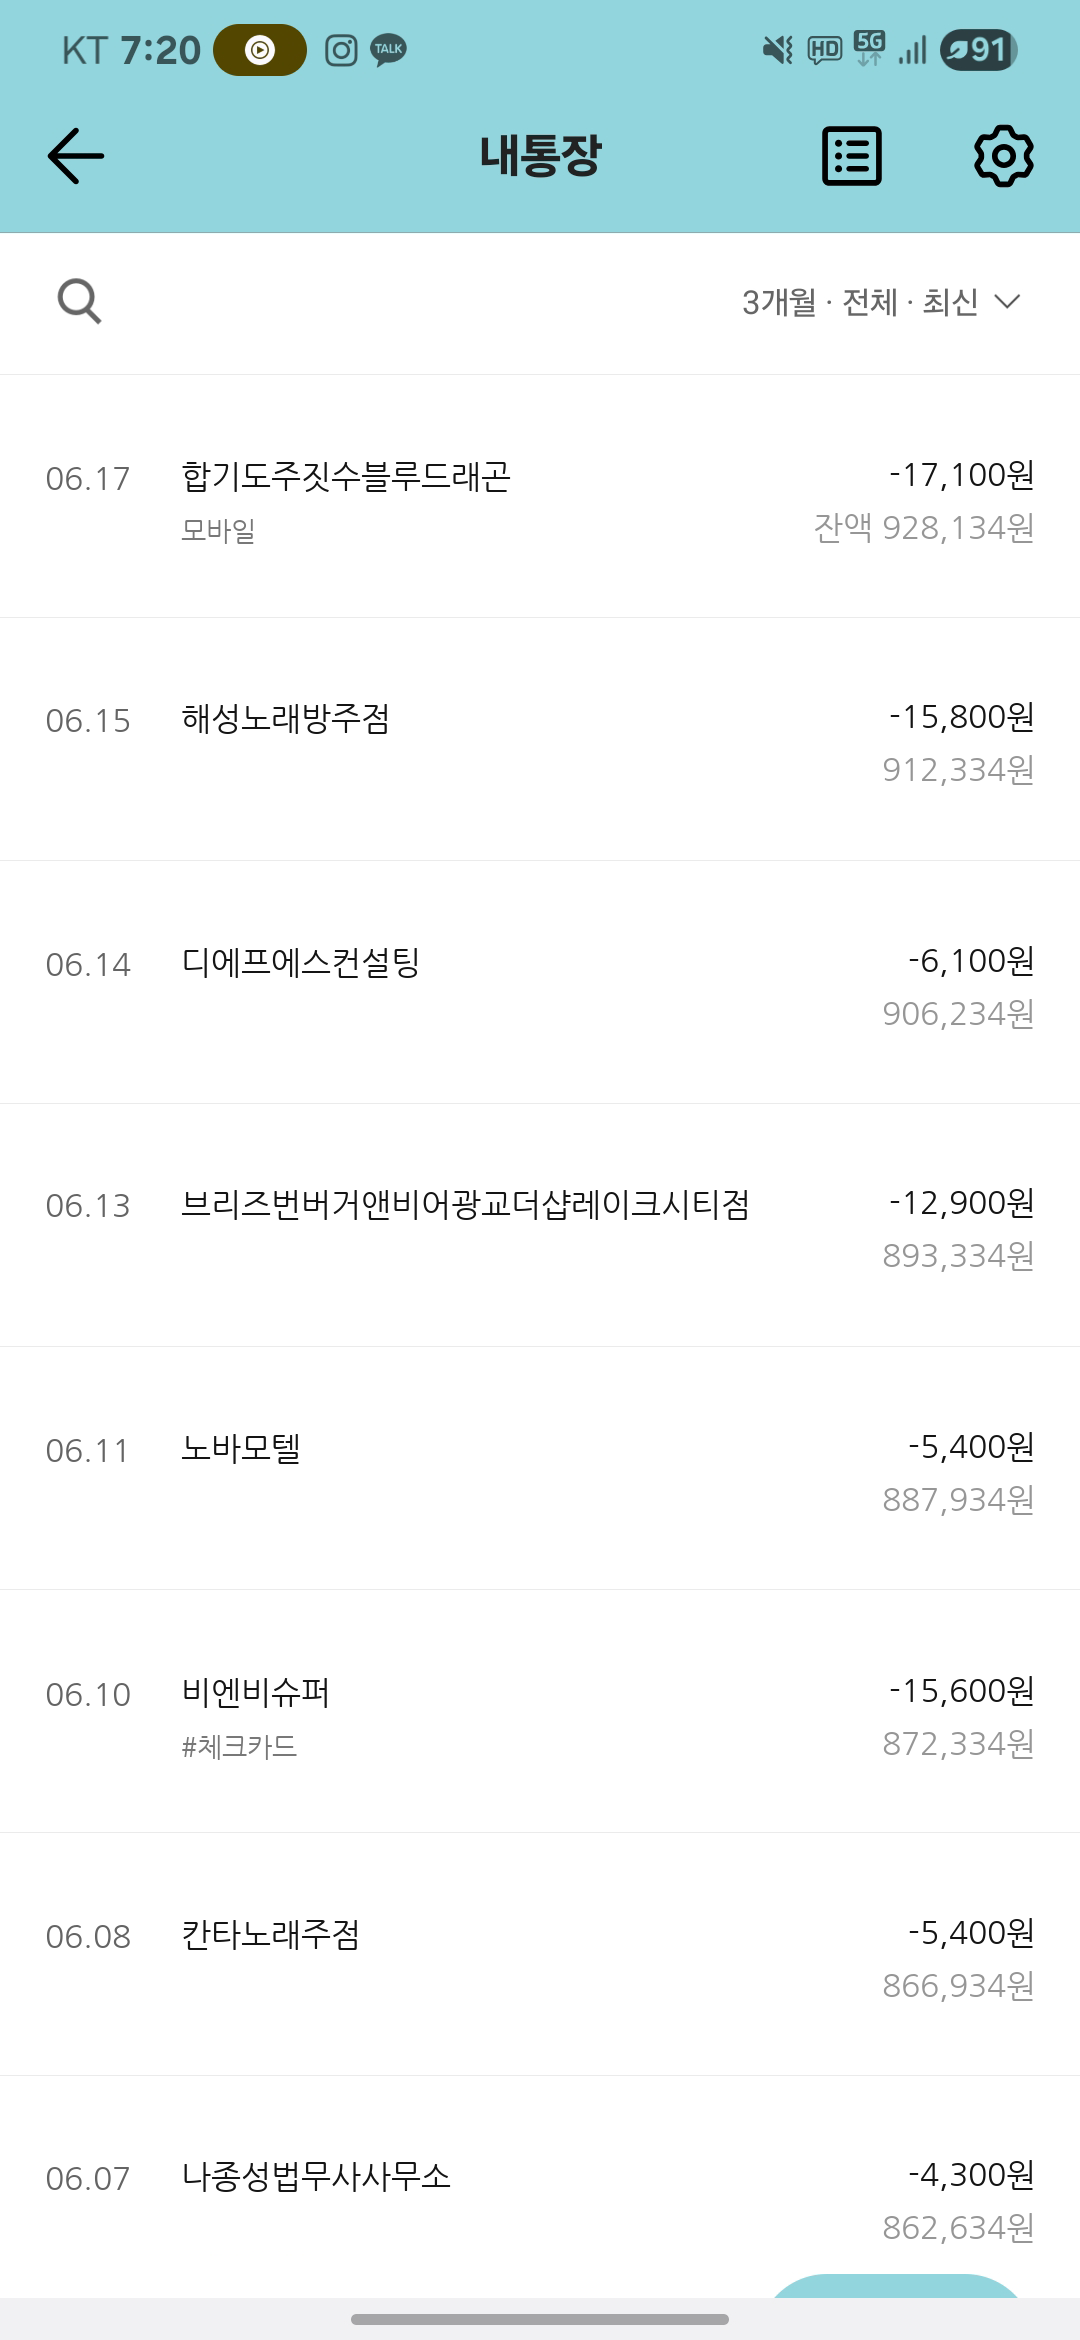 KT 7:20 TALK HD 5G 91
내통장
3개월 · 전체 · 최신
06.17 합기도주짓수블루드래곤 -17,100원
모바일 잔액 928,134원
06.15 해성노래방주점 -15,800원
912,334원
06.14 디에프에스컨설팅 -6,100원
906,234원
06.13 브리즈번버거앤비어광교더샵레이크시티점 -12,900원
893,334원
06.11 노바모텔 -5,400원
887,934원
06.10 비엔비슈퍼 -15,600원
#체크카드 872,334원
06.08 칸타노래주점 -5,400원
866,934원
06.07 나종성법무사사무소 -4,300원
862,634원